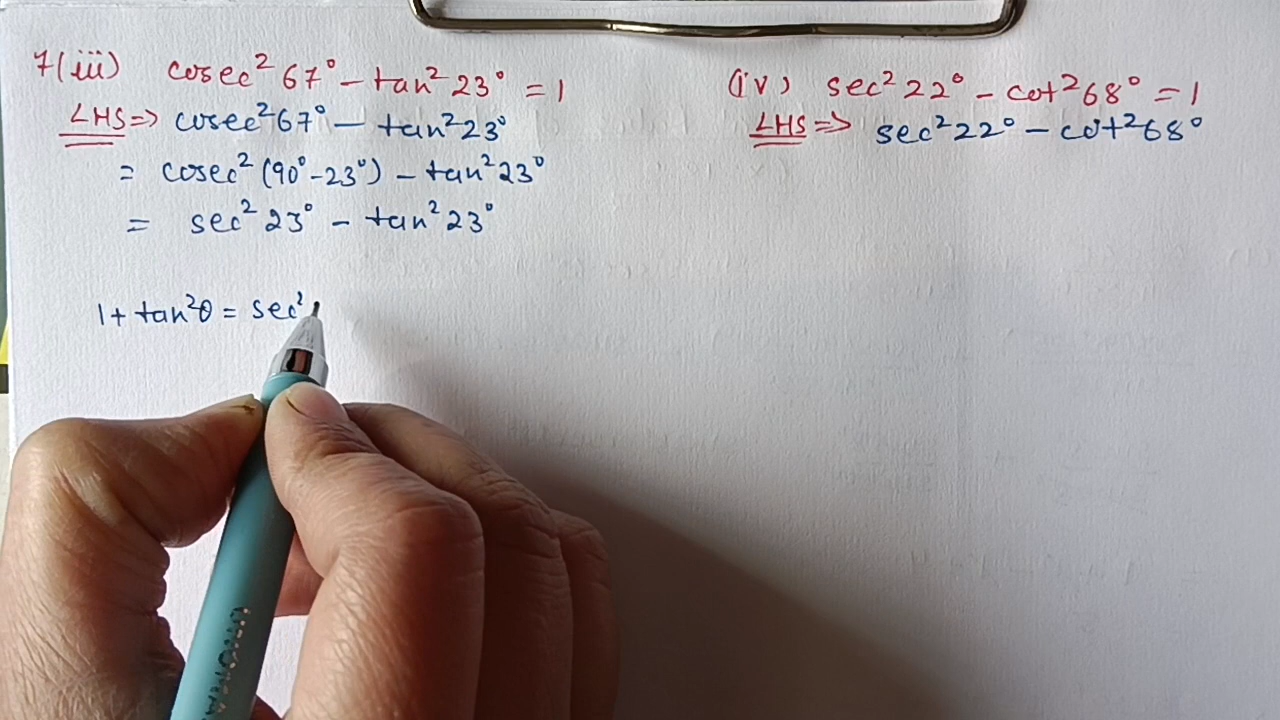 7(iii) cosec² 67° - tan² 23° = 1
LHS => cosec² 67° - tan² 23°
= cosec² (90° - 23°) - tan² 23°
= sec² 23° - tan² 23°
1 + tan²θ = sec²
(iv) sec² 22° - cot² 68° = 1
LHS => sec² 22° - cot² 68°